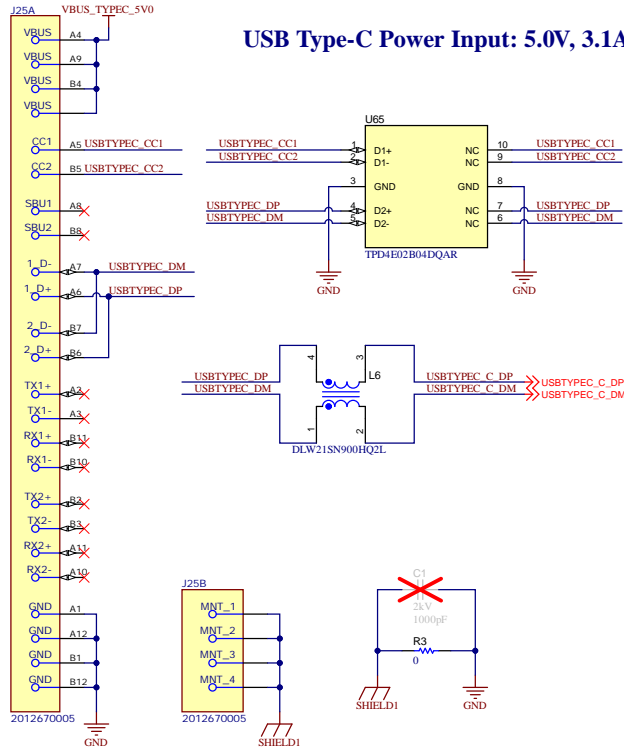 J25A
VBUS_TYPEC_5V0
USB Type-C Power Input: 5.0V, 3.1A
VBUS A4
VBUS A9
VBUS B4
VBUS
CC1 A5 USBTYPEC_CC1
CC2 B5 USBTYPEC_CC2
SBU1 A8
SBU2 B8
1_D- A7 USBTYPEC_DM
1_D+ A6 USBTYPEC_DP
2_D- B7
2_D+ B6
TX1+ A2
TX1- A3
RX1+ B11
RX1- B10
TX2+ B2
TX2- B3
RX2+ A11
RX2- A10
GND A1
GND A12
GND B1
GND B12
2012670005
GND
U65
USBTYPEC_CC1 1 D1+ NC 10 USBTYPEC_CC1
USBTYPEC_CC2 2 D1- NC 9 USBTYPEC_CC2
3 GND GND 8
USBTYPEC_DP 4 D2+ NC 7 USBTYPEC_DP
USBTYPEC_DM 5 D2- NC 6 USBTYPEC_DM
TPD4E02B04DQAR
GND
GND
4 3
L6
USBTYPEC_DP USBTYPEC_C_DP USBTYPEC_C_DP
USBTYPEC_DM USBTYPEC_C_DM USBTYPEC_C_DM
1 2
DLW21SN900HQ2L
J25B
MNT_1
MNT_2
MNT_3
MNT_4
2012670005
SHIELD1
C1
2kV
1000pF
R3
0
SHIELD1
GND